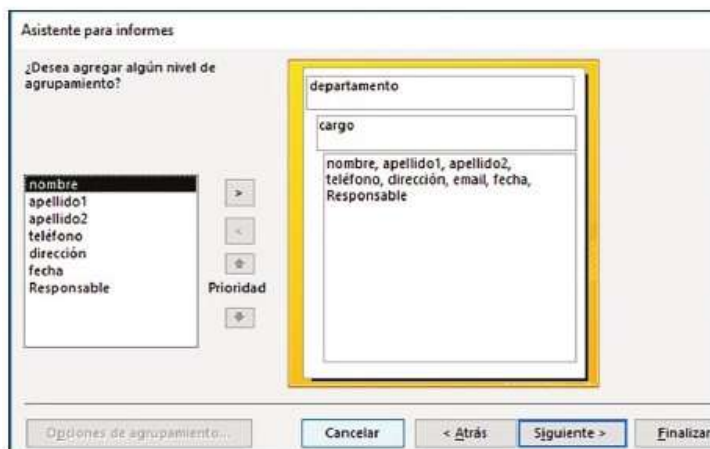 Asistente para informes
¿Desea agregar algún nivel de
agrupamiento?
nombre
apellido1
apellido2
teléfono
dirección
fecha
Responsable
>
<
Prioridad
departamento
cargo
nombre, apellido1, apellido2,
teléfono, dirección, email, fecha,
Responsable
Opciones de agrupamiento...
Cancelar
< Atrás
Siguiente >
Finalizar